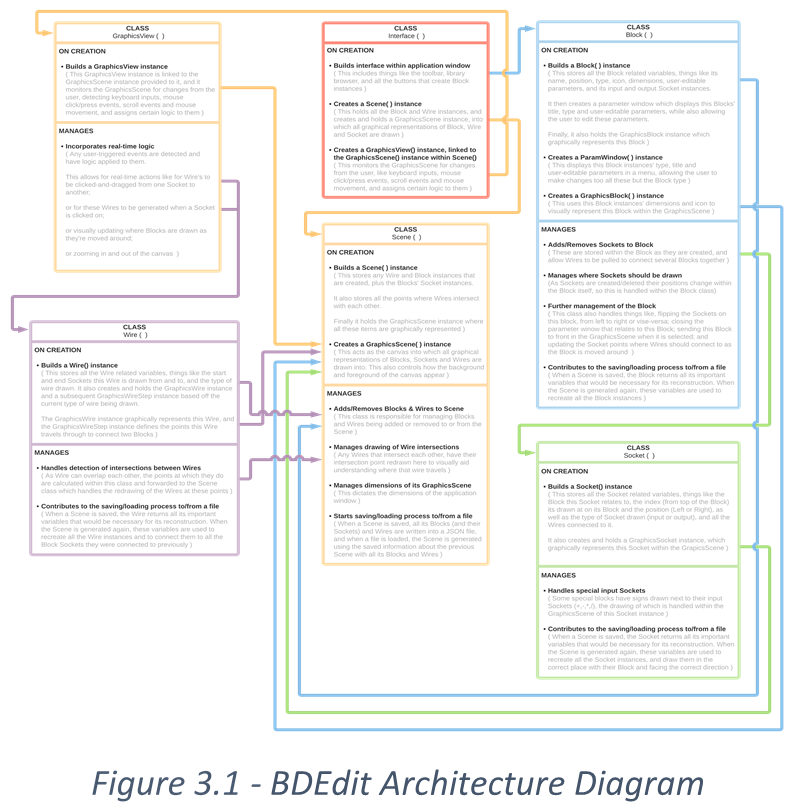 CLASS
GraphicsView ( )
ON CREATION
• Builds a GraphicsView instance
( This GraphicsView instance is linked to the
GraphicsScene instance provided to it, and it
monitors the GraphicsScene for changes from the
user, detecting keyboard inputs, mouse
click/press events, scroll events and mouse
movement, and assigns certain logic to them )
MANAGES
• Incorporates real-time logic
( Any user-triggered events are detected and
have logic applied to them.
This allows for real-time actions like for Wire's to
be clicked-and-dragged from one Socket to
another;
or for these Wires to be generated when a Socket
is clicked on;
or visually updating where Blocks are drawn as
they're moved around;
or zooming in and out of the canvas )
CLASS
Interface ( )
ON CREATION
• Builds interface within application window
( This includes things like the toolbar, library
browser, and all the buttons that create Block
instances )
• Creates a Scene( ) instance
( This holds all the Block and Wire instances, and
creates and holds a GraphicsScene instance,
into which all graphical representations of Block, Wire
and Socket are drawn )
• Creates a GraphicsView() instance, linked to
the GraphicsScene() instance within Scene()
( This monitors the GraphicsScene for changes
from the user, like keyboard inputs, mouse
click/press events, scroll events and mouse
movement, and assigns certain logic to them )
CLASS
Block ( )
ON CREATION
• Builds a Block( ) instance
( This stores all the Block related variables, things like its
name, position, type, icon, dimensions, user-editable
parameters, and its input and output Socket instances.
It then creates a parameter window which displays this Blocks'
title, type and user-editable parameters, while also allowing
the user to edit these parameters.
Finally, it also holds the GraphicsBlock instance which
graphically represents this Block )
• Creates a ParamWindow( ) instance
( This displays this Block instances' type, title and
user-editable parameters in a menu, allowing the user to
make changes too all these but the Block type )
• Creates a GraphicsBlock( ) instance
( This uses this Block instances' dimensions and icon to
visually represent this Block within the GraphicsScene )
MANAGES
• Adds/Removes Sockets to Block
( These are stored within the Block as they are created, and
allow Wires to be pulled to connect several Blocks together )
• Manages where Sockets should be drawn
(As Sockets are created/deleted their positions change within
the Block itself, so this is handled within the Block class)
• Further management of the Block
( This class also handles things like, flipping the Sockets on
this block, from left to right or vise-versa; closing the
parameter winow that relates to this Block; sending this Block
to front in the GraphicsScene when it is selected; and
updating the Socket points where Wires should connect to as
the Block is moved around )
• Contributes to the saving/loading process to/from a file
( When a Scene is saved, the Block returns all its important
variables that would be necessary for its reconstruction. When
the Scene is generated again, these variables are used to
recreate all the Block instances )
CLASS
Scene ( )
ON CREATION
• Builds a Scene( ) instance
( This stores any Wire and Block instances that
are created, plus the Blocks' Socket instances.
It also stores all the points where Wires intersect
with each other.
Finally it holds the GraphicsScene instance where
all these items are graphically represented )
• Creates a GraphicsScene( ) instance
( This acts as the canvas into which all graphical
representations of Blocks, Sockets and Wires are
drawn into. This also controls how the background
and foreground of the canvas appear )
MANAGES
• Adds/Removes Blocks & Wires to Scene
( This class is responsible for managing Blocks
and Wires being added or removed to or from the
Scene )
• Manages drawing of Wire intersections
( Any Wires that intersect each other, have their
intersection point redrawn here to visually aid
understanding where that wire travels )
• Manages dimensions of its GraphicsScene
( This dictates the dimensions of the application
window )
• Starts saving/loading process to/from a file
( When a Scene is saved, all its Blocks (and their
Sockets) and Wires are written into a JSON file,
and when a file is loaded, the Scene is generated
using the saved information about the previous
Scene with all its Blocks and Wires )
CLASS
Wire ( )
ON CREATION
• Builds a Wire() instance
( This stores all the Wire related variables, things like the start
and end Sockets this Wire is drawn from and to, and the type of
wire drawn. It also creates and holds the GraphicsWire instance
and a subsequent GraphicsWireStep instance based off the
current type of wire being drawn.
The GraphicsWire instance graphically represents this Wire, and
the GraphicsWireStep instance defines the points this Wire
travels through to connect two Blocks )
MANAGES
• Handles detection of intersections between Wires
( As Wire can overlap each other, the points at which they do
are calculated within this class and forwarded to the Scene
class which handles the redrawing of the Wires at these points )
• Contributes to the saving/loading process to/from a file
( When a Scene is saved, the Wire returns all its important
variables that would be necessary for its reconstruction. When
the Scene is generated again, these variables are used to
recreate all the Wire instances and to connect them to all the
Block Sockets they were connected to previously )
CLASS
Socket ( )
ON CREATION
• Builds a Socket() instance
( This stores all the Socket related variables, things like the
Block this Socket relates to, the index (from top of the Block)
its drawn at on its Block and the position (Left or Right), as
well as the type of Socket drawn (input or output), and all the
Wires connected to it.
It also creates and holds a GraphicsSocket instance, which
graphically represents this Socket within the GrapicsScene )
MANAGES
• Handles special input Sockets
( Some special blocks have signs drawn next to their input
Sockets (+,-,*,/), the drawing of which is handled within the
GraphicsScene of this Socket instance )
• Contributes to the saving/loading process to/from a file
( When a Scene is saved, the Socket returns all its important
variables that would be necessary for its reconstruction. When
the Scene is generated again, these variables are used to
recreate all the Socket instances, and draw them in the
correct place with their Block and facing the correct direction )
Figure 3.1 - BDEdit Architecture Diagram